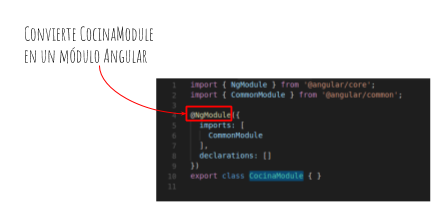 Convierte CocinaModule
en un módulo Angular
1 import { NgModule } from '@angular/core';
2 import { CommonModule } from '@angular/common';
3
4 @NgModule({
5 imports: [
6 CommonModule
7 ],
8 declarations: []
9 })
10 export class CocinaModule { }
11